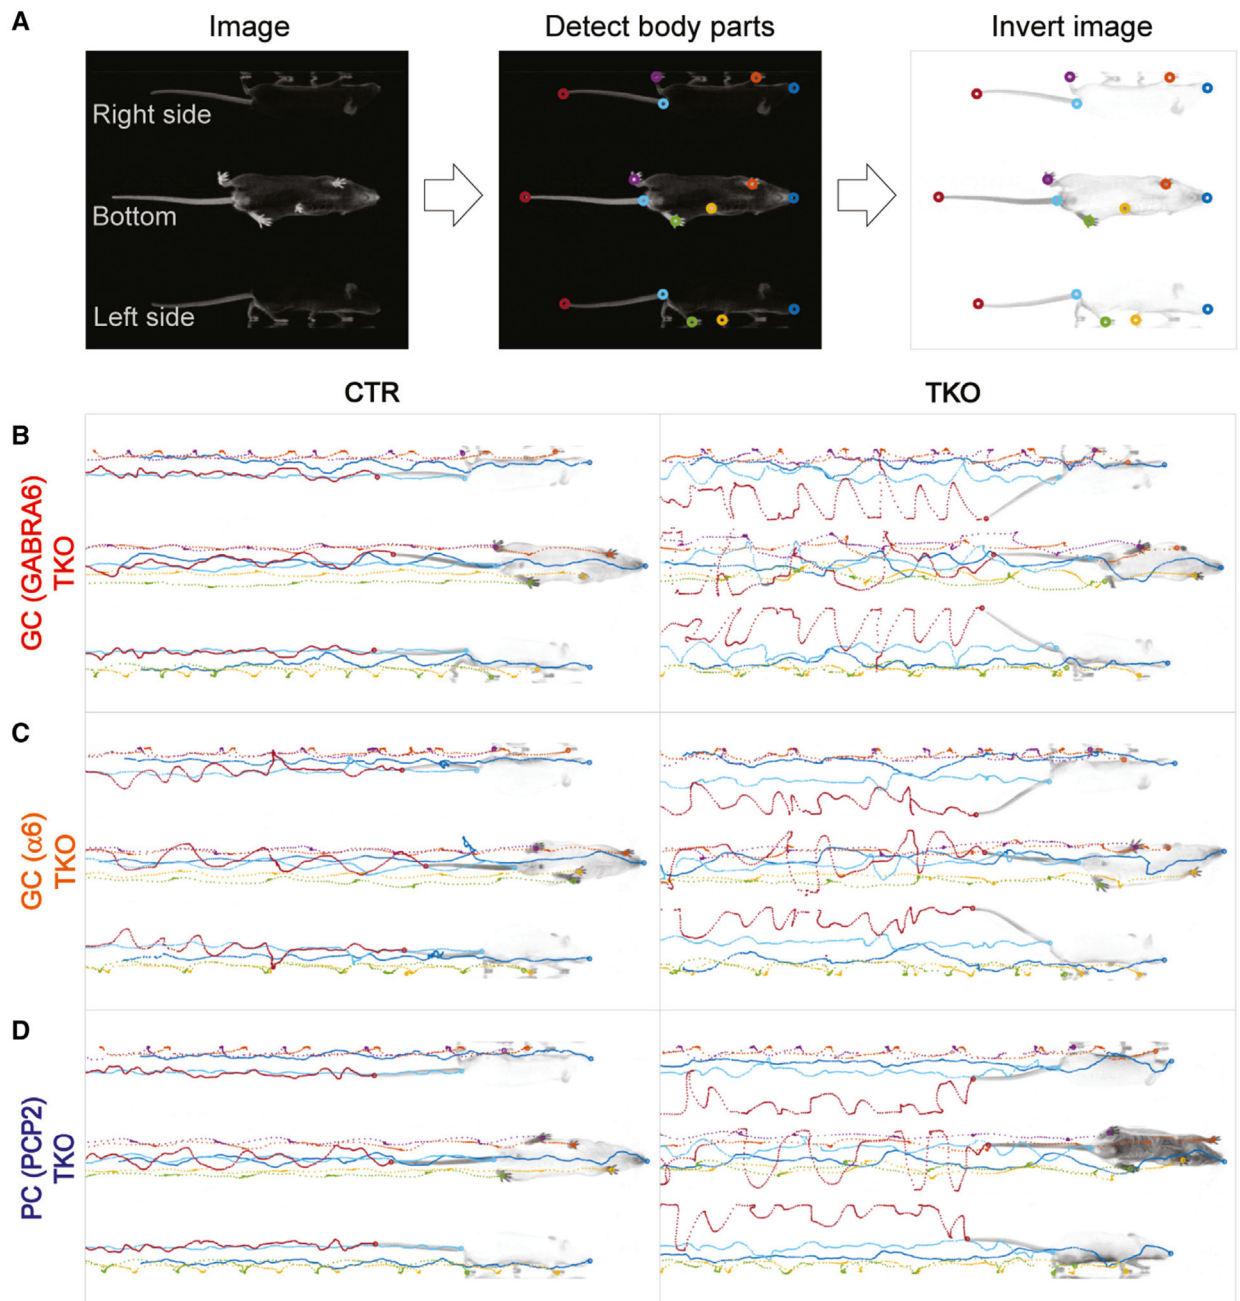 A
Image
Detect body parts
Invert image
Right side
Bottom
Left side
CTR
TKO
B
GC (GABRA6)
TKO
C
GC (α6)
TKO
D
PC (PCP2)
TKO